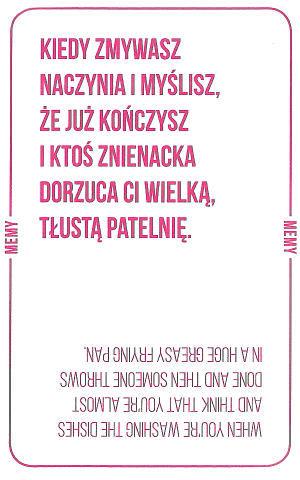 KIEDY ZMYWASZ
NACZYNIA I MYŚLISZ,
ŻE JUŻ KOŃCZYSZ
I KTOŚ ZNIENACKA
DORZUCA CI WIELKĄ,
TŁUSTĄ PATELNIĘ.
MEMY
MEMY
WHEN YOU'RE WASHING THE DISHES
AND THINK THAT YOU'RE ALMOST
DONE AND THEN SOMEONE THROWS
IN A HUGE GREASY FRYING PAN.